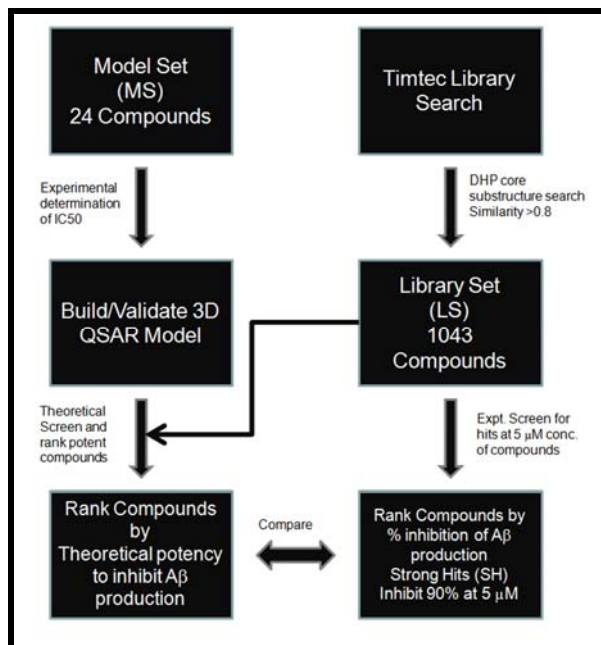 Model Set
(MS)
24 Compounds
Timtec Library
Search
Experimental
determination
of IC50
DHP core
substructure search
Similarity >0.8
Build/Validate 3D
QSAR Model
Library Set
(LS)
1043
Compounds
Theoretical
Screen and
rank potent
compounds
Expt. Screen for
hits at 5 μM conc.
of compounds
Rank Compounds
by
Theoretical potency
to inhibit Aβ
production
Compare
Rank Compounds by
% inhibition of Aβ
production
Strong Hits (SH)
Inhibit 90% at 5 μM